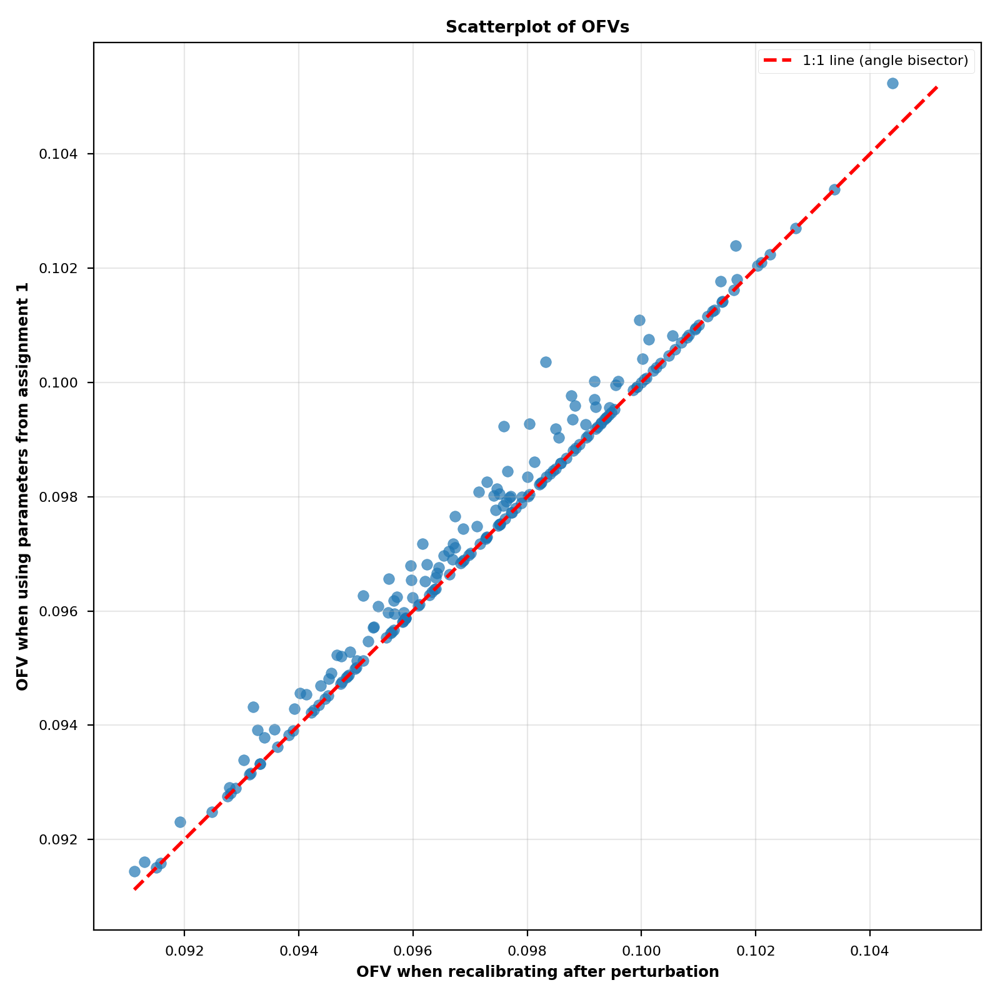 Scatterplot of OFVs
1:1 line (angle bisector)
OFV when using parameters from assignment 1
0.104
0.102
0.100
0.098
0.096
0.094
0.092
0.092 0.094 0.096 0.098 0.100 0.102 0.104
OFV when recalibrating after perturbation